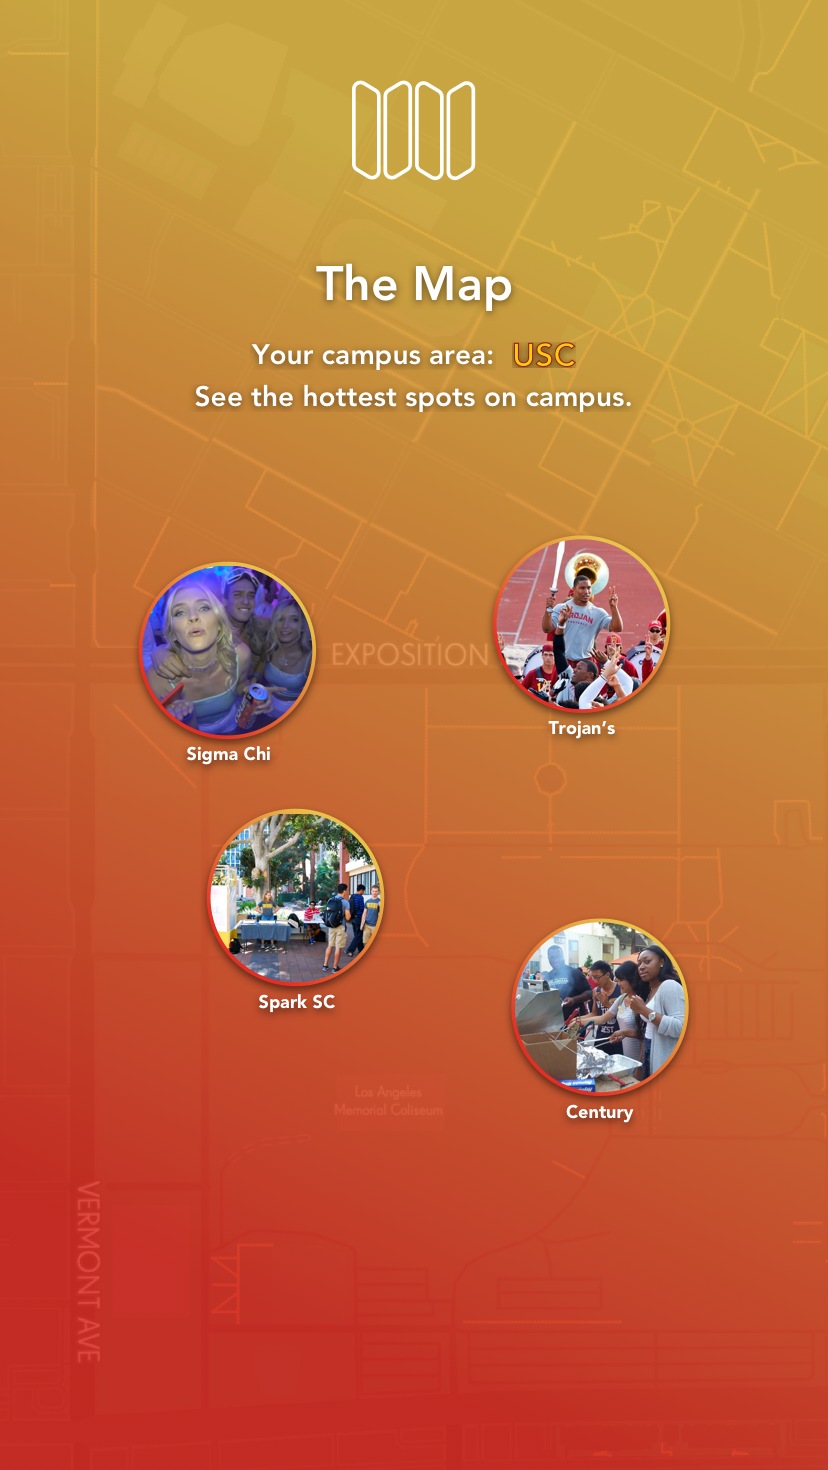 The Map
Your campus area: USC
See the hottest spots on campus.
EXPOSITION
TROJAN
Trojan’s
Sigma Chi
Spark SC
Century
Los Angeles
Memorial Coliseum
VERMONT AVE